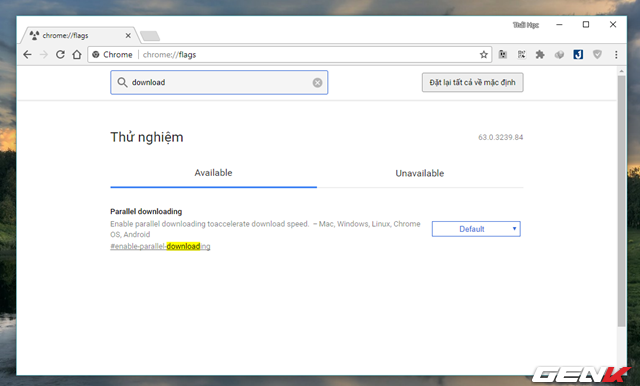 Thái Học
chrome://flags
Chrome chrome://flags
download
Đặt lại tất cả về mặc định
Thử nghiệm
63.0.3239.84
Available
Unavailable
Parallel downloading
Enable parallel downloading toaccelerate download speed. – Mac, Windows, Linux, Chrome
OS, Android
#enable-parallel-downloading
Default
GENK